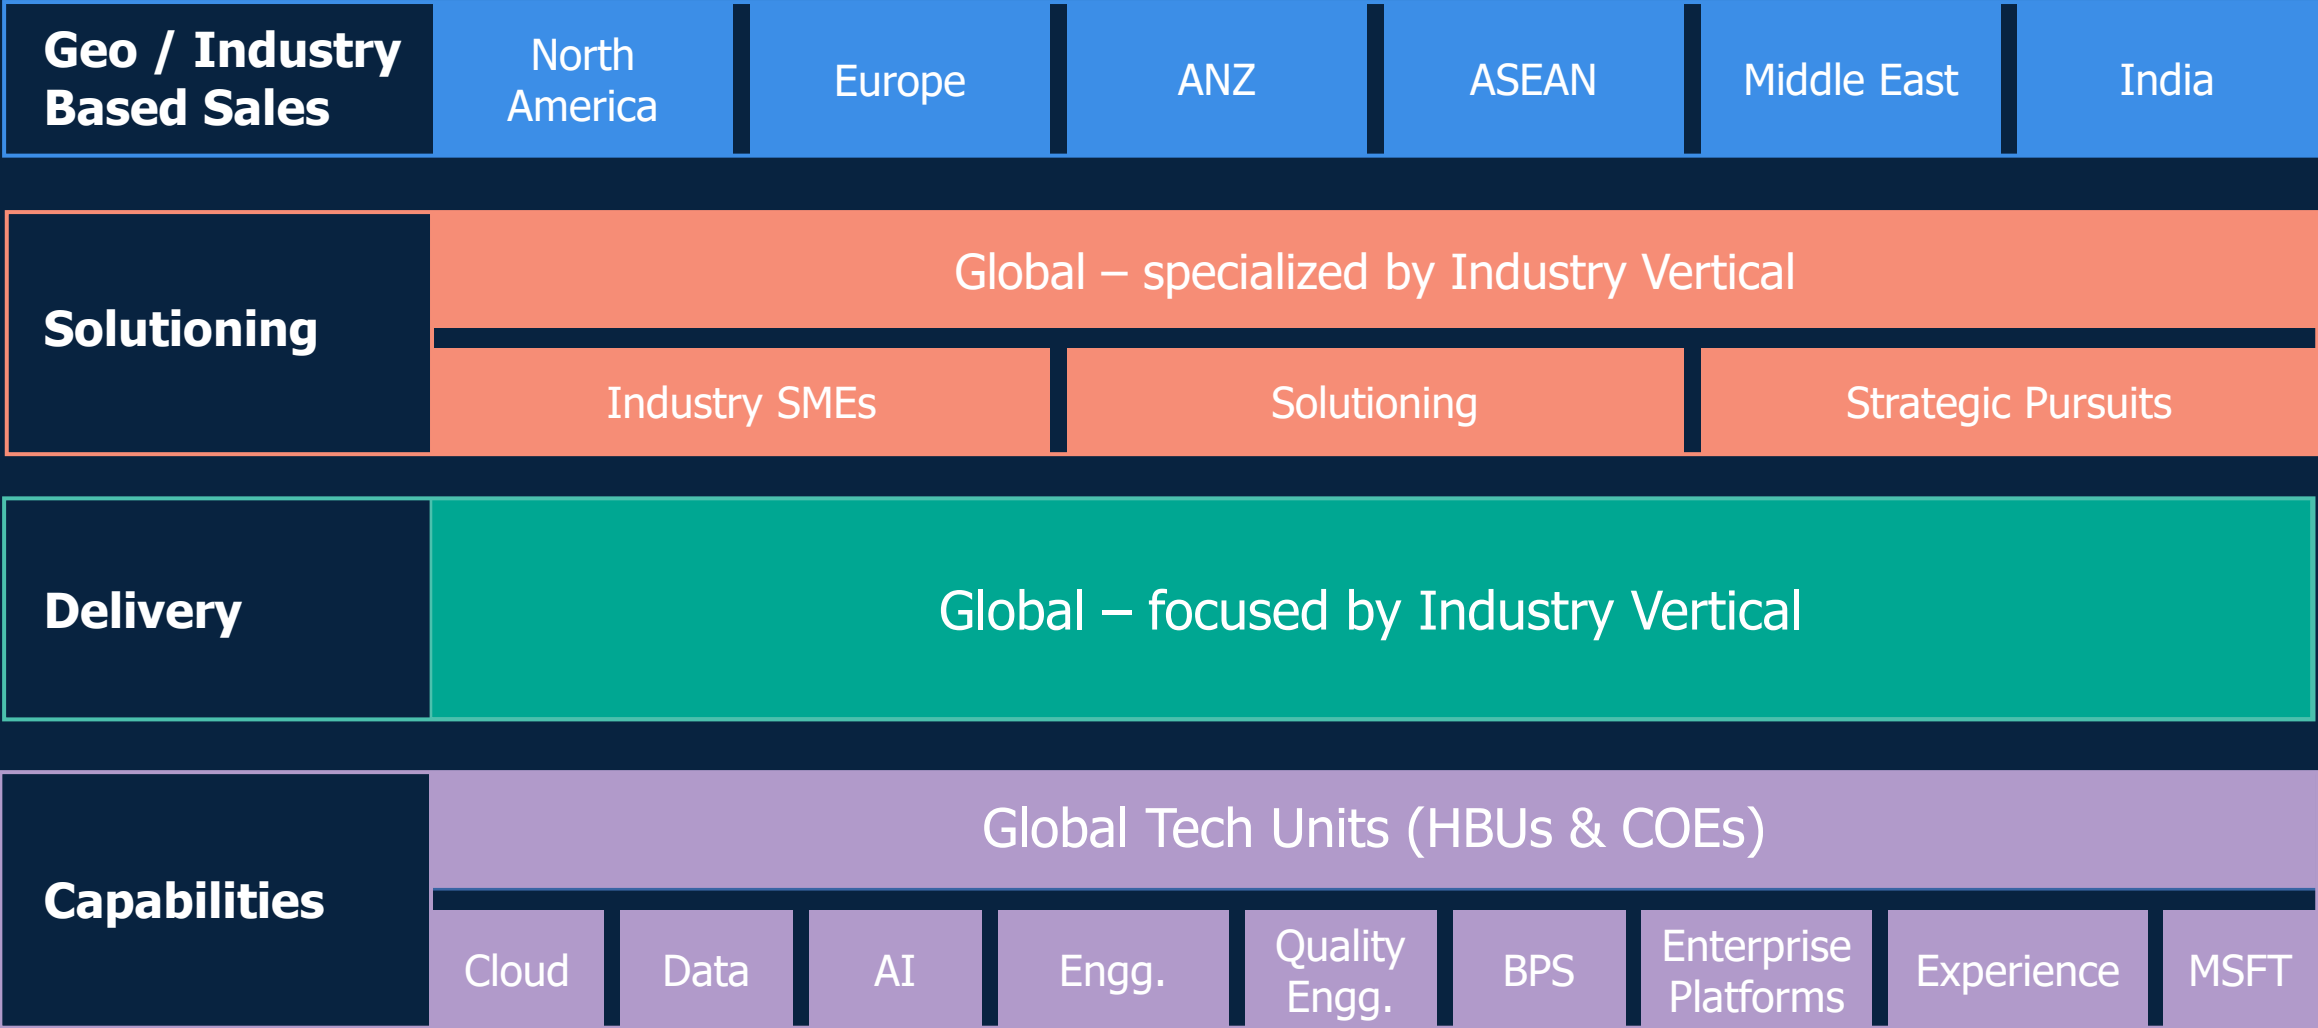 Geo / Industry
Based Sales
North
America
Europe
ANZ
ASEAN
Middle East
India
Solutioning
Global – specialized by Industry Vertical
Industry SMEs
Solutioning
Strategic Pursuits
Delivery
Global – focused by Industry Vertical
Capabilities
Global Tech Units (HBUs & COEs)
Cloud
Data
AI
Engg.
Quality
Engg.
BPS
Enterprise
Platforms
Experience
MSFT